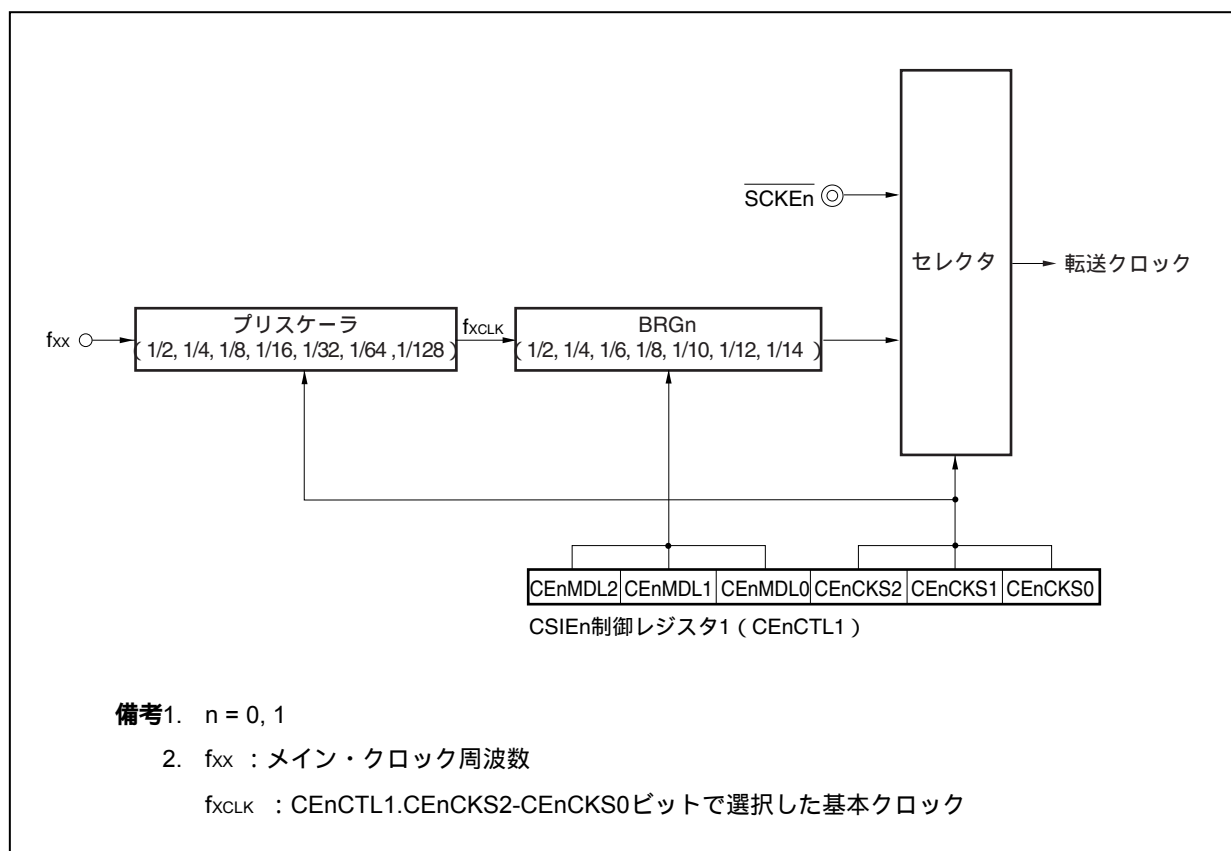 SCKEn
セレクタ
転送クロック
fxx
プリスケーラ
( 1/2, 1/4, 1/8, 1/16, 1/32, 1/64 ,1/128 )
fXCLK
BRGn
( 1/2, 1/4, 1/6, 1/8, 1/10, 1/12, 1/14 )
CEnMDL2 CEnMDL1 CEnMDL0 CEnCKS2 CEnCKS1 CEnCKS0
CSIEn制御レジスタ1（CEnCTL1）
備考1. n = 0, 1
2. fxx ：メイン・クロック周波数
fXCLK ：CEnCTL1.CEnCKS2-CEnCKS0ビットで選択した基本クロック